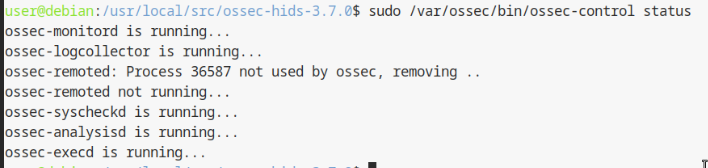 user@debian:/usr/local/src/ossec-hids-3.7.0$ sudo /var/ossec/bin/ossec-control status
ossec-monitord is running...
ossec-logcollector is running...
ossec-remoted: Process 36587 not used by ossec, removing ..
ossec-remoted not running...
ossec-syscheckd is running...
ossec-analysisd is running...
ossec-execd is running...